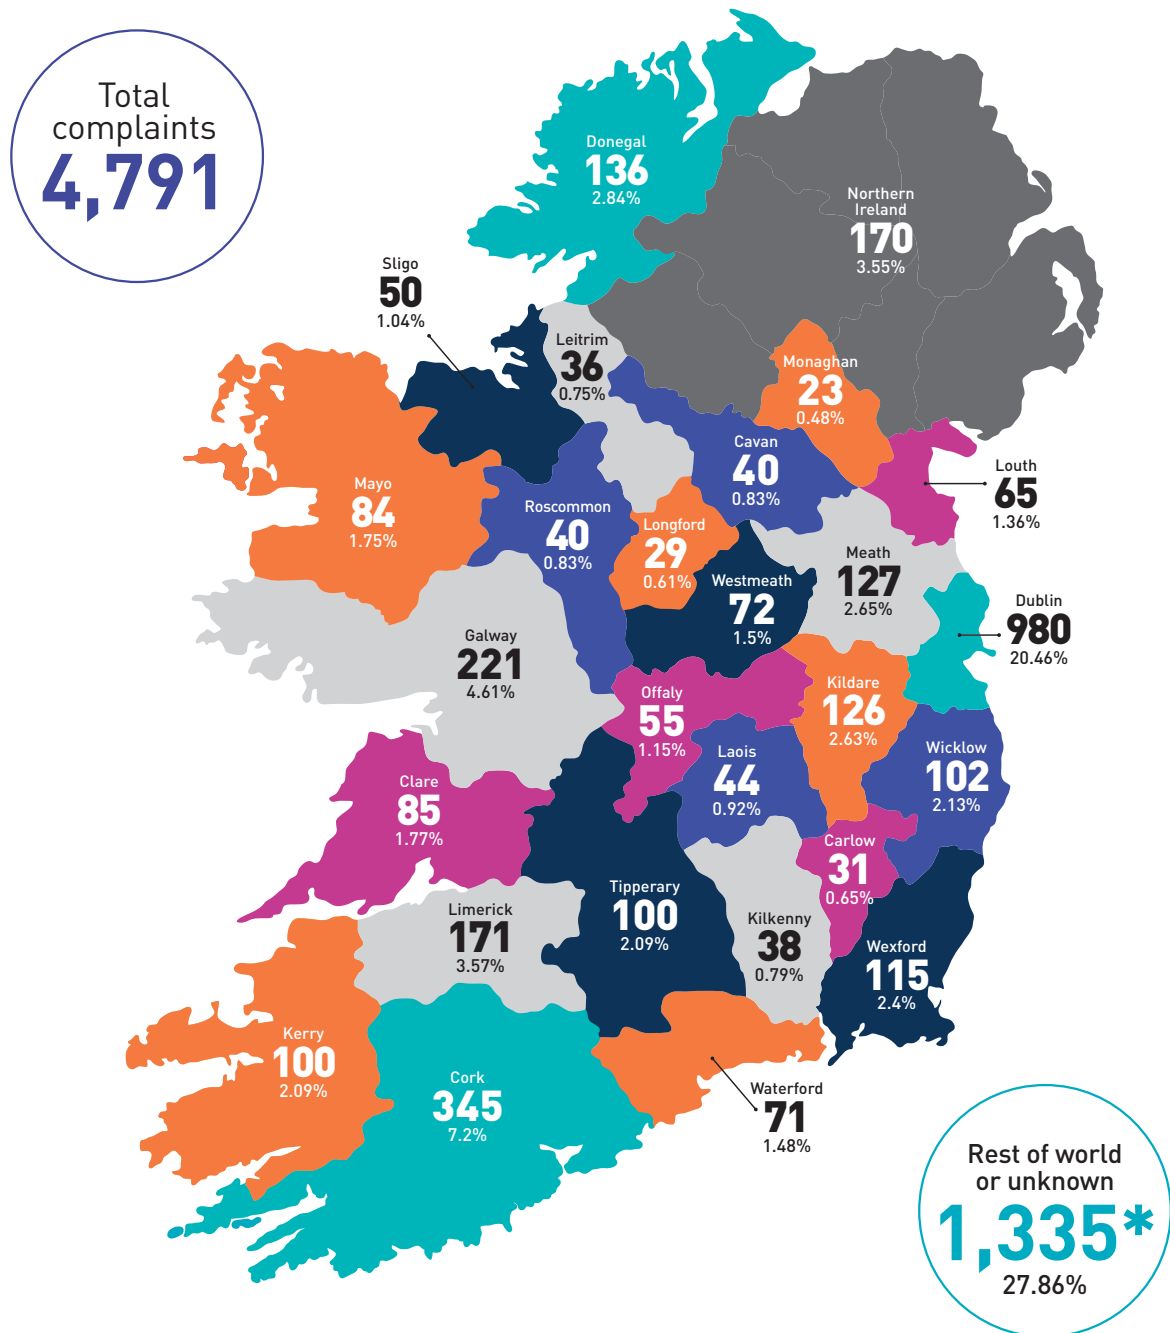 Total
complaints
4,791
Donegal
136
2.84%
Northern
Ireland
170
3.55%
Sligo
50
1.04%
Leitrim
36
0.75%
Monaghan
23
0.48%
Cavan
40
0.83%
Louth
65
1.36%
Mayo
84
1.75%
Roscommon
40
0.83%
Longford
29
0.61%
Meath
127
2.65%
Westmeath
72
1.5%
Dublin
980
20.46%
Galway
221
4.61%
Offaly
55
1.15%
Kildare
126
2.63%
Laois
44
0.92%
Wicklow
102
2.13%
Clare
85
1.77%
Carlow
31
0.65%
Tipperary
100
2.09%
Limerick
171
3.57%
Kilkenny
38
0.79%
Wexford
115
2.4%
Kerry
100
2.09%
Cork
345
7.2%
Waterford
71
1.48%
Rest of world
or unknown
1,335*
27.86%